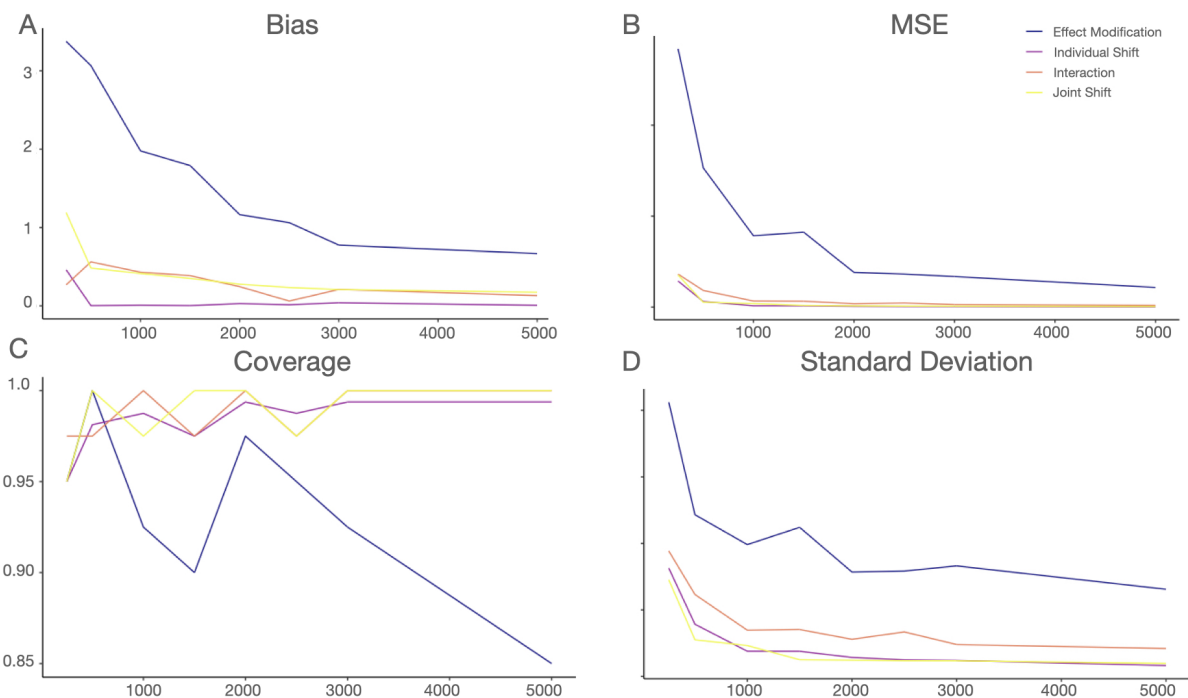 A
Bias
3
2
1
0
1000 2000 3000 4000 5000
B
MSE
Effect Modification
Individual Shift
Interaction
Joint Shift
1000 2000 3000 4000 5000
C
Coverage
1.0
0.95
0.90
0.85
1000 2000 3000 4000 5000
D
Standard Deviation
1000 2000 3000 4000 5000